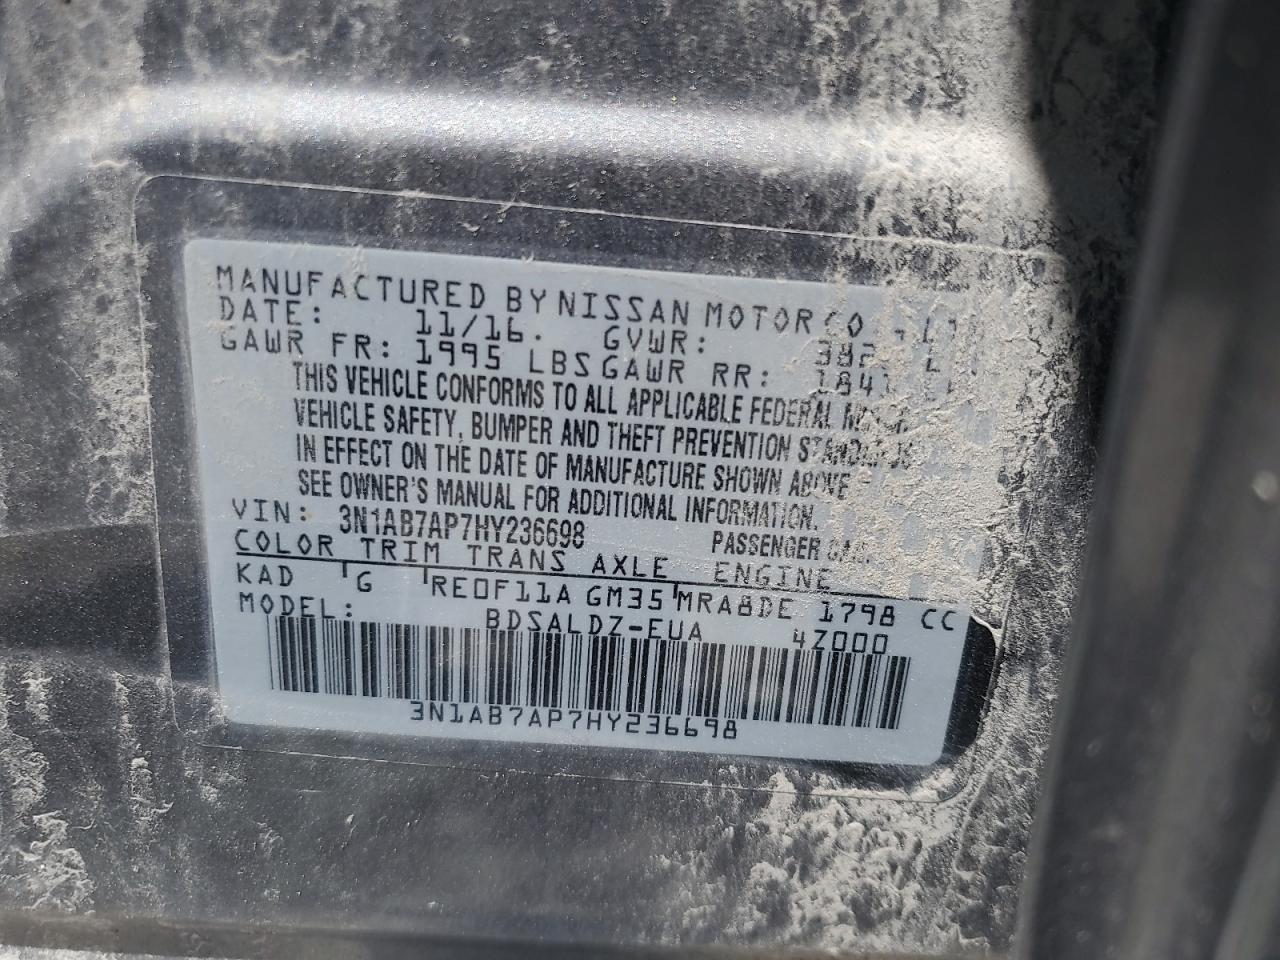 MANUFACTURED BY NISSAN MOTOR CO
DATE: 11/16. GVWR:
GAWR FR: 1995 LBS GAWR RR:
THIS VEHICLE CONFORMS TO ALL APPLICABLE FEDERAL
VEHICLE SAFETY, BUMPER AND THEFT PREVENTION STANDARDS
IN EFFECT ON THE DATE OF MANUFACTURE SHOWN ABOVE
SEE OWNER'S MANUAL FOR ADDITIONAL INFORMATION.
VIN: 3N1AB7AP7HY236698 PASSENGER
COLOR TRIM TRANS AXLE ENGINE
KAD G RE0F11A GM35 MRA8DE 1798 CC
MODEL: BDSALDZ-EUA 4Z000
3N1AB7AP7HY236698